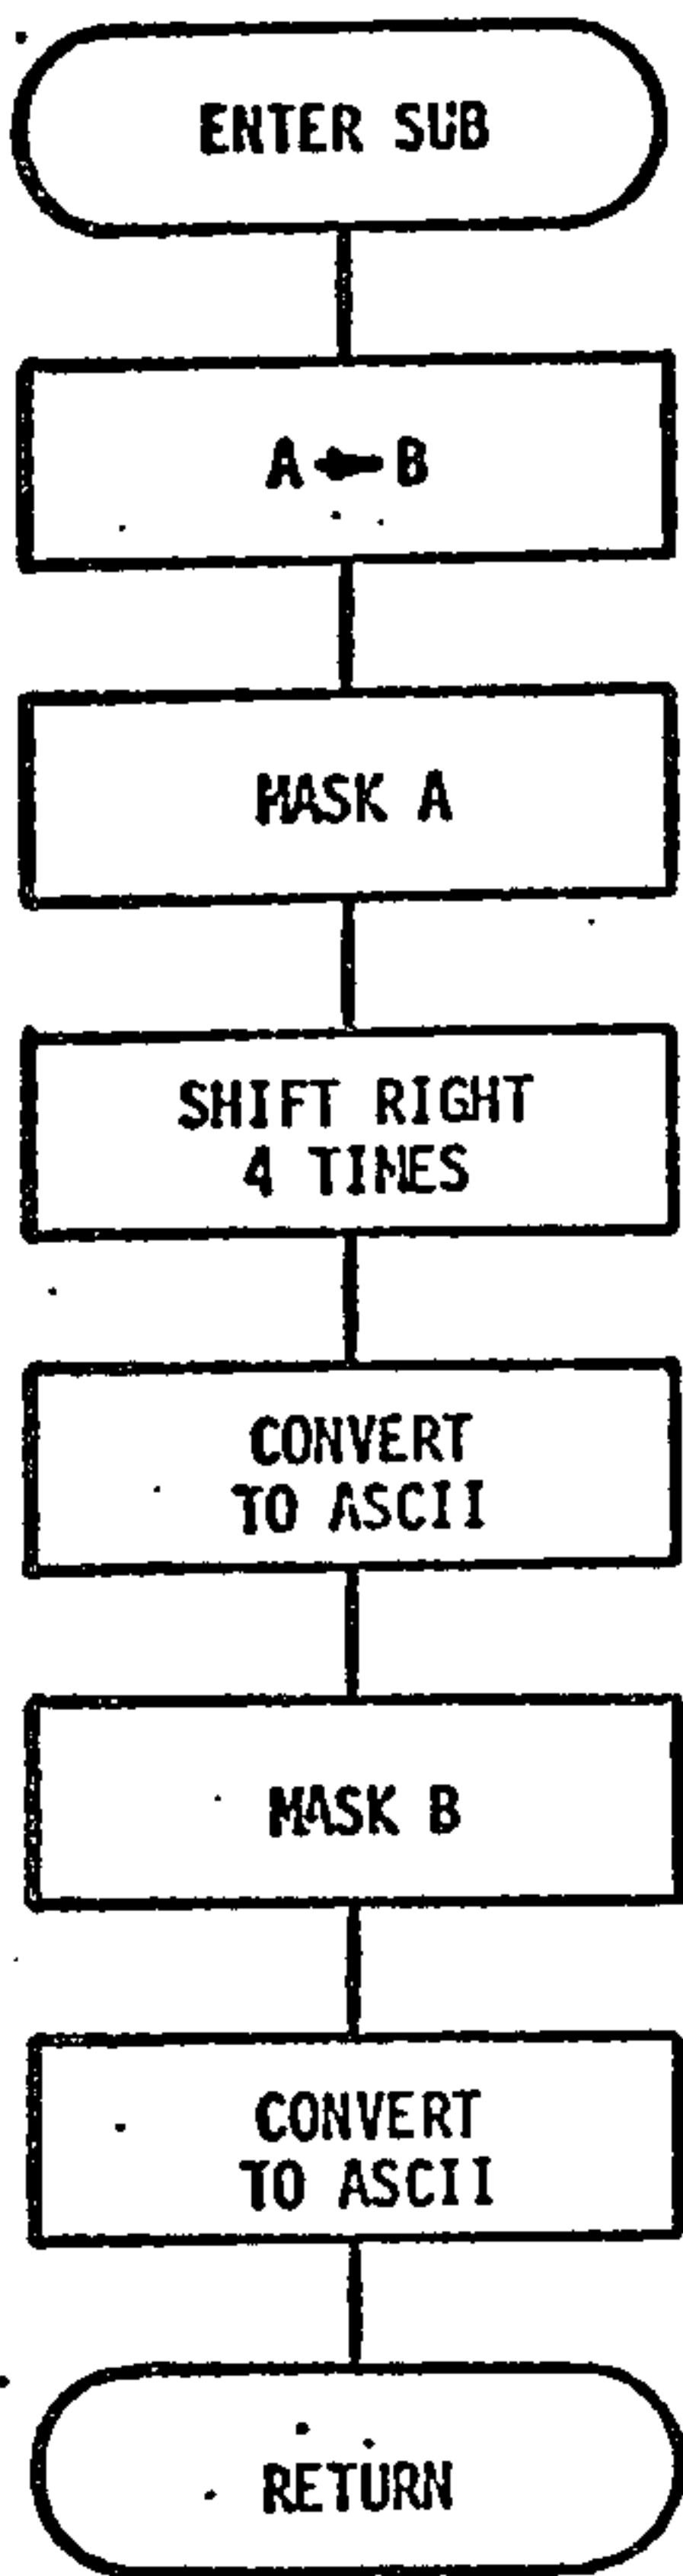 ENTER SUB
A ← B
MASK A
SHIFT RIGHT
4 TIMES
CONVERT
TO ASCII
MASK B
CONVERT
TO ASCII
RETURN